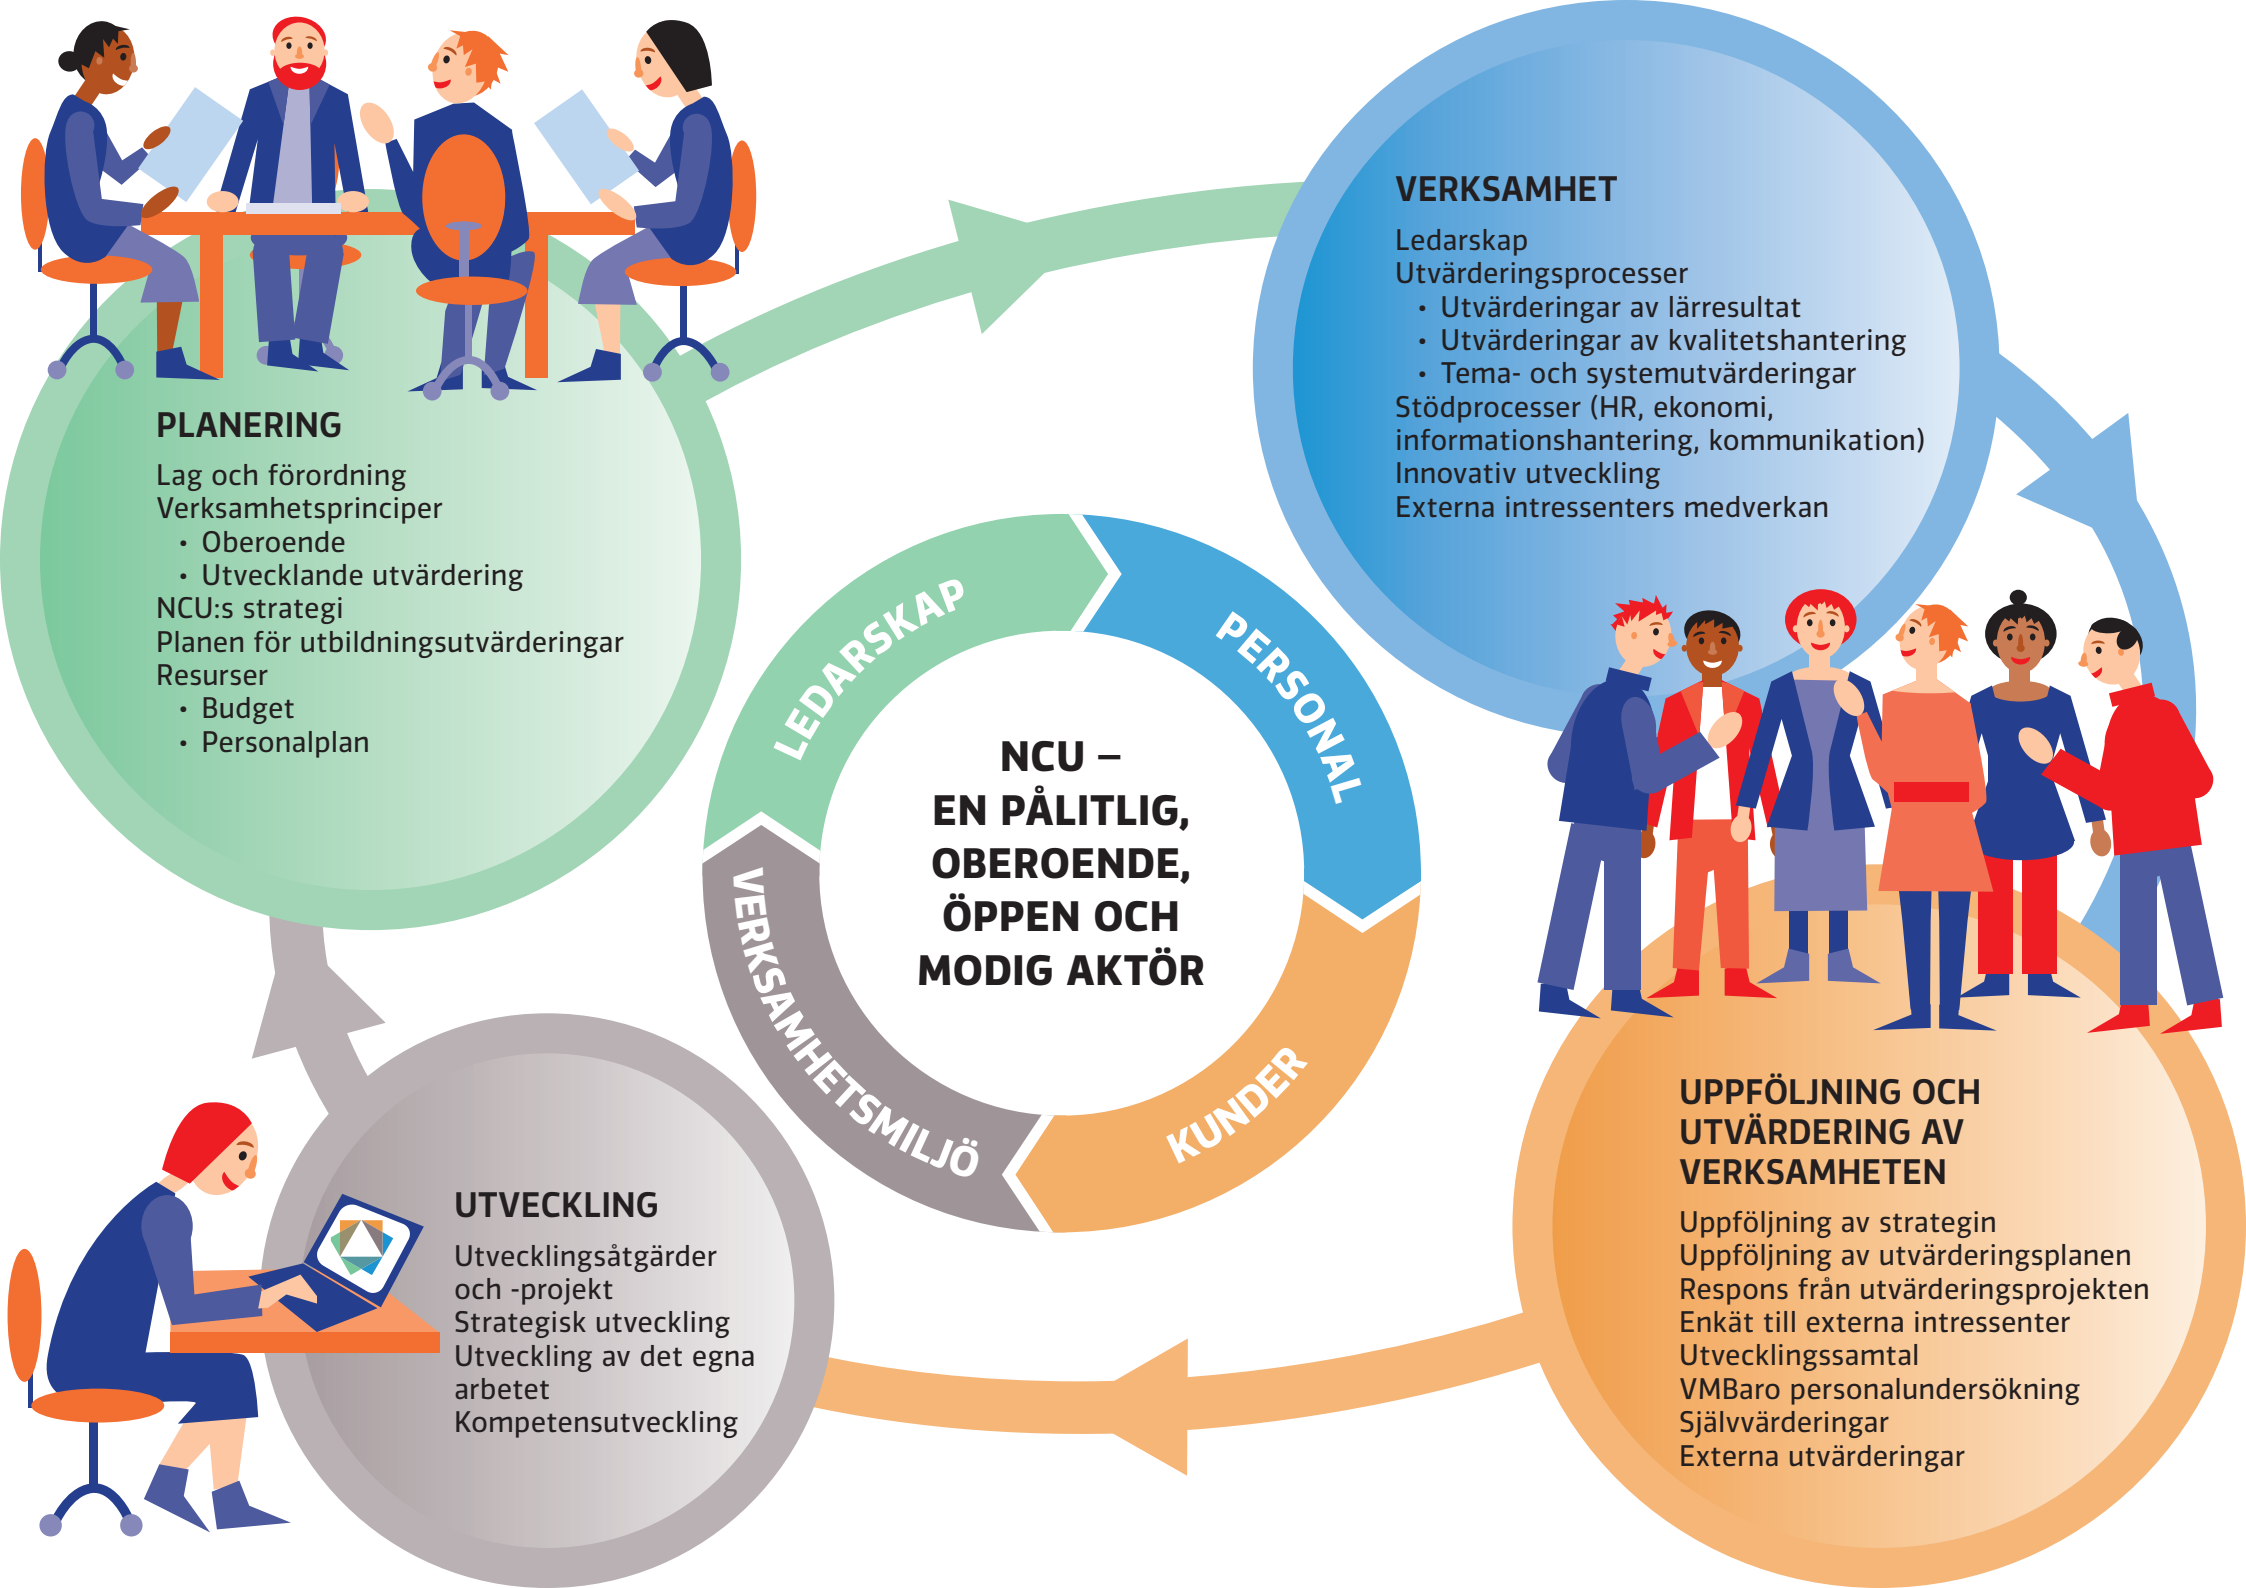 PLANERING
Lag och förordning
Verksamhetsprinciper
• Oberoende
• Utvecklande utvärdering
NCU:s strategi
Planen för utbildningsutvärderingar
Resurser
• Budget
• Personalplan
VERKSAMHET
Ledarskap
Utvärderingsprocesser
• Utvärderingar av lärresultat
• Utvärderingar av kvalitetshantering
• Tema- och systemutvärderingar
Stödprocesser (HR, ekonomi,
informationshantering, kommunikation)
Innovativ utveckling
Externa intressenters medverkan
LEDARSKAP
PERSONAL
KUNDER
VERKSAMHETSMILJÖ
NCU –
EN PÅLITLIG,
OBEROENDE,
ÖPPEN OCH
MODIG AKTÖR
UPPFÖLJNING OCH
UTVÄRDERING AV
VERKSAMHETEN
Uppföljning av strategin
Uppföljning av utvärderingsplanen
Respons från utvärderingsprojekten
Enkät till externa intressenter
Utvecklingssamtal
VMBaro personalundersökning
Självvärderingar
Externa utvärderingar
UTVECKLING
Utvecklingsåtgärder
och -projekt
Strategisk utveckling
Utveckling av det egna
arbetet
Kompetensutveckling